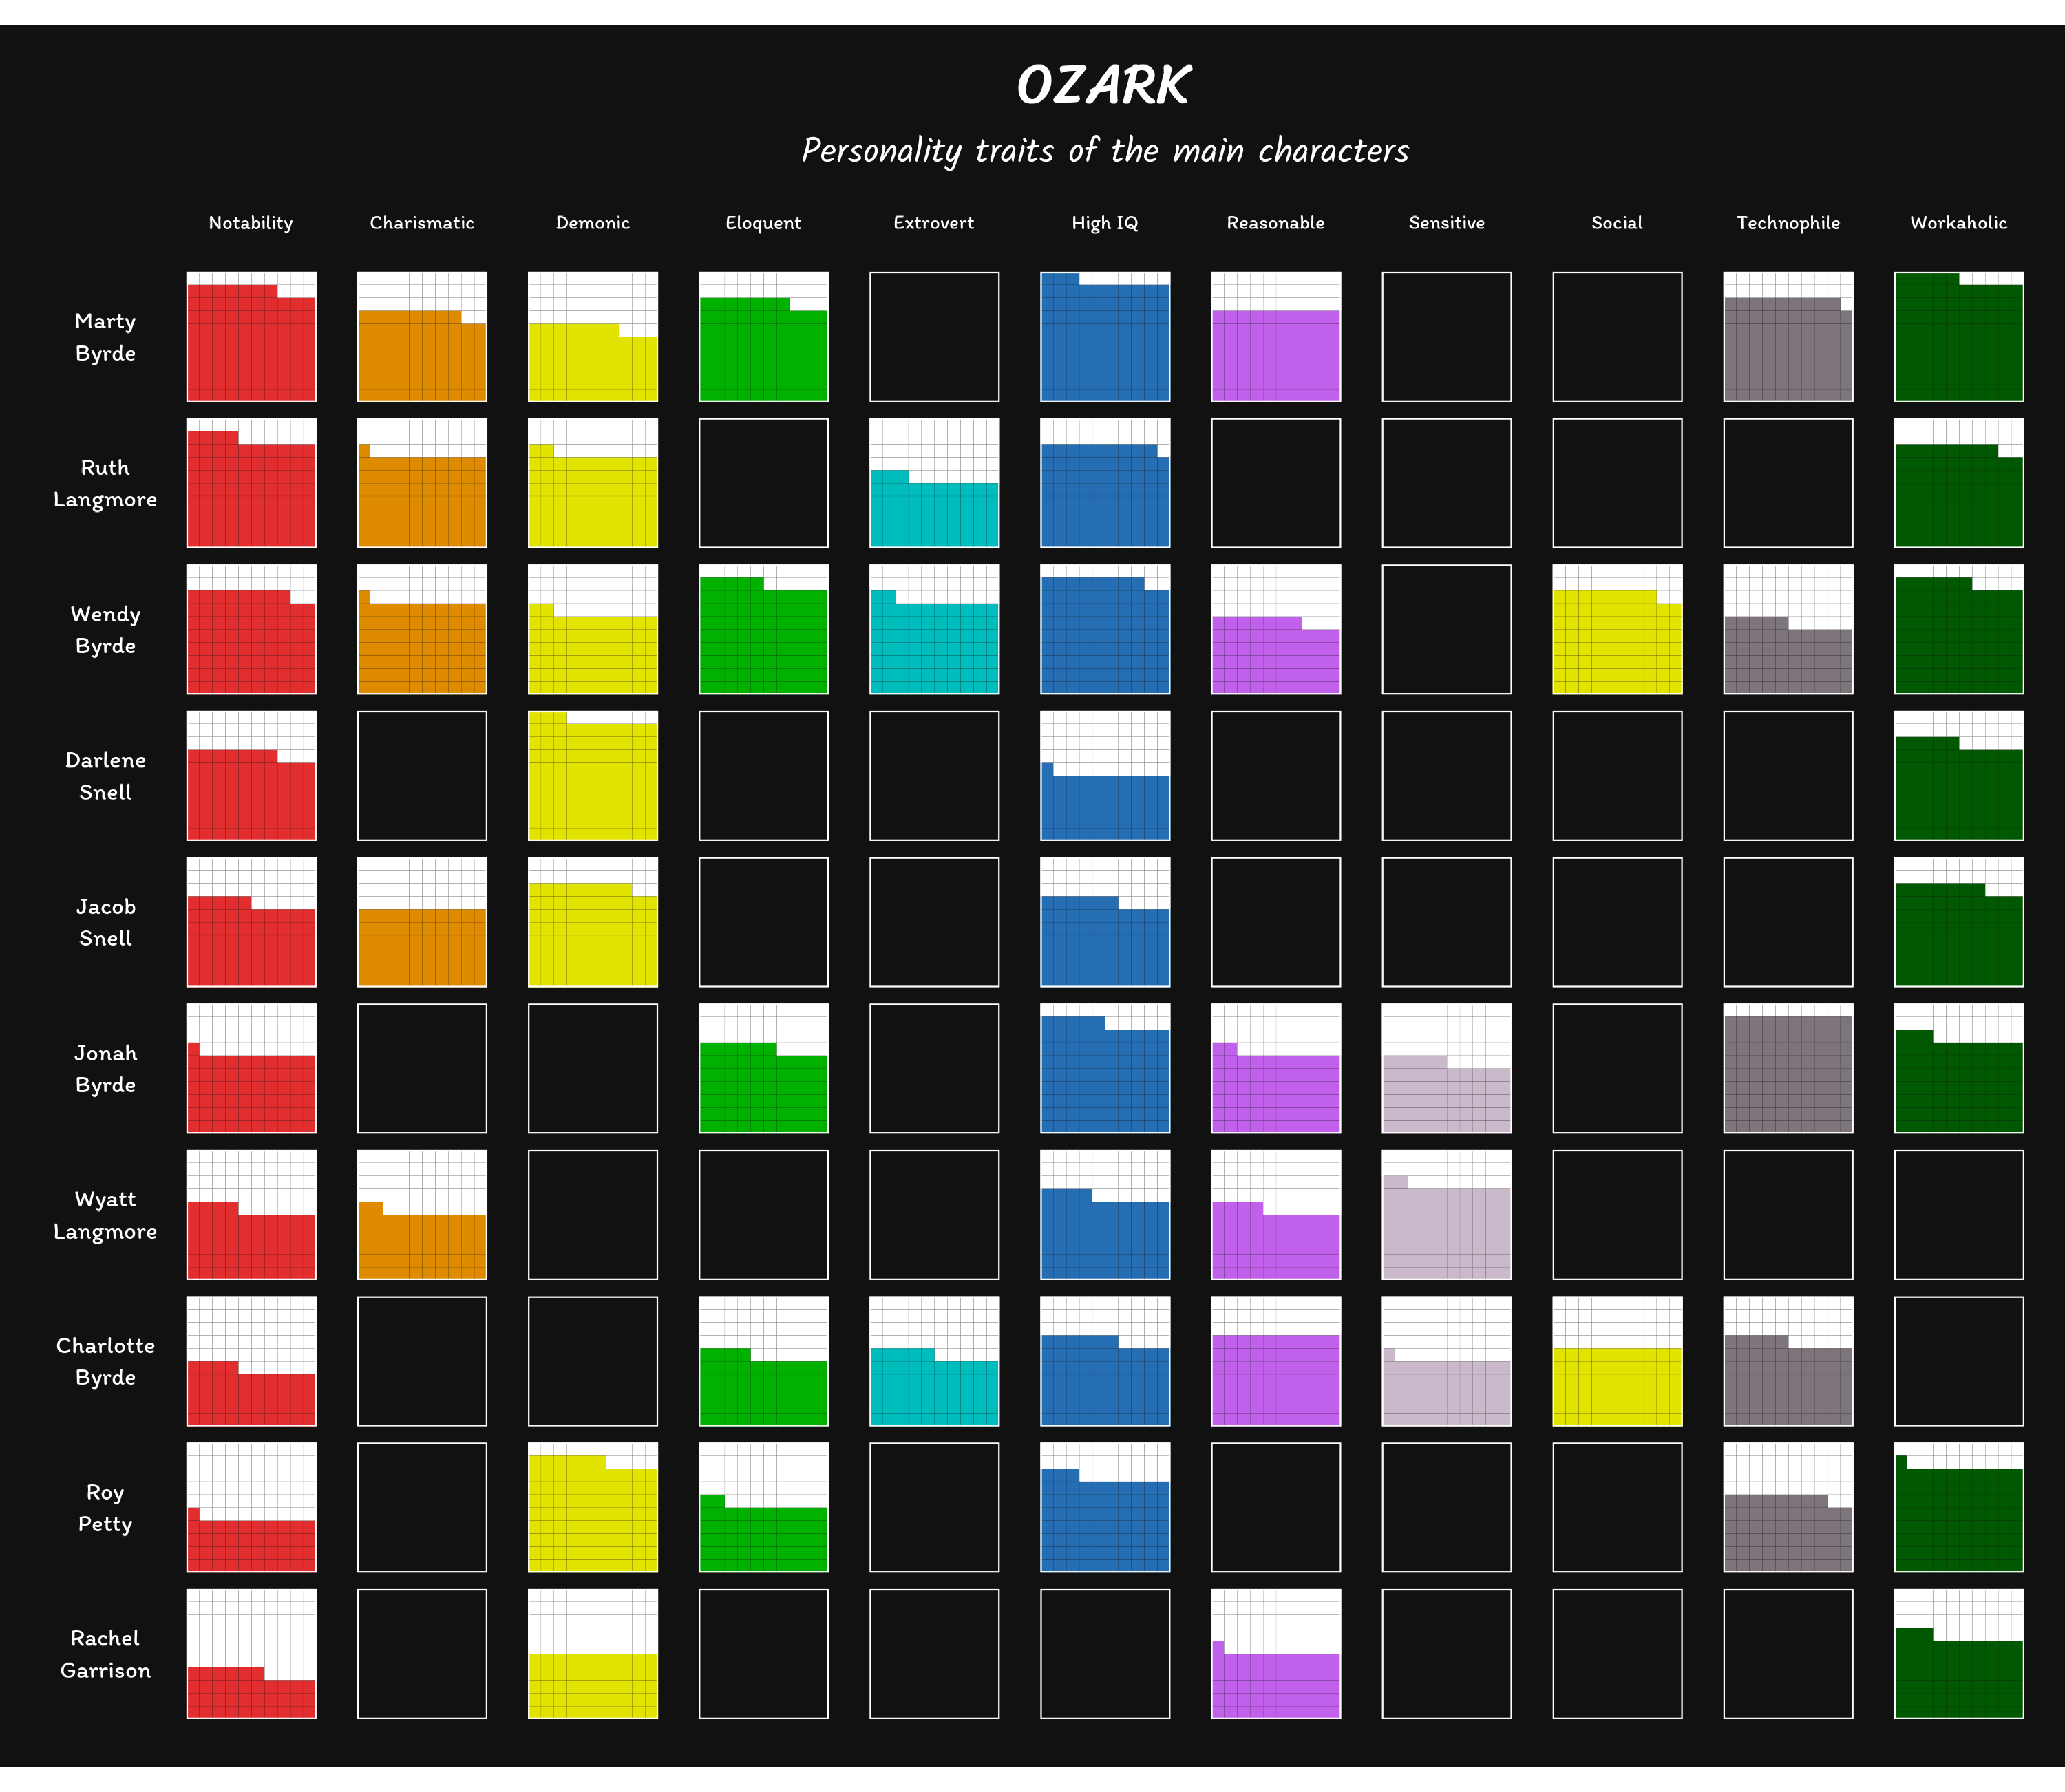 OZARK
Personality traits of the main characters
Notability Charismatic Demonic Eloquent Extrovert High IQ Reasonable Sensitive Social Technophile Workaholic
Marty
Byrde
Ruth
Langmore
Wendy
Byrde
Darlene
Snell
Jacob
Snell
Jonah
Byrde
Wyatt
Langmore
Charlotte
Byrde
Roy
Petty
Rachel
Garrison